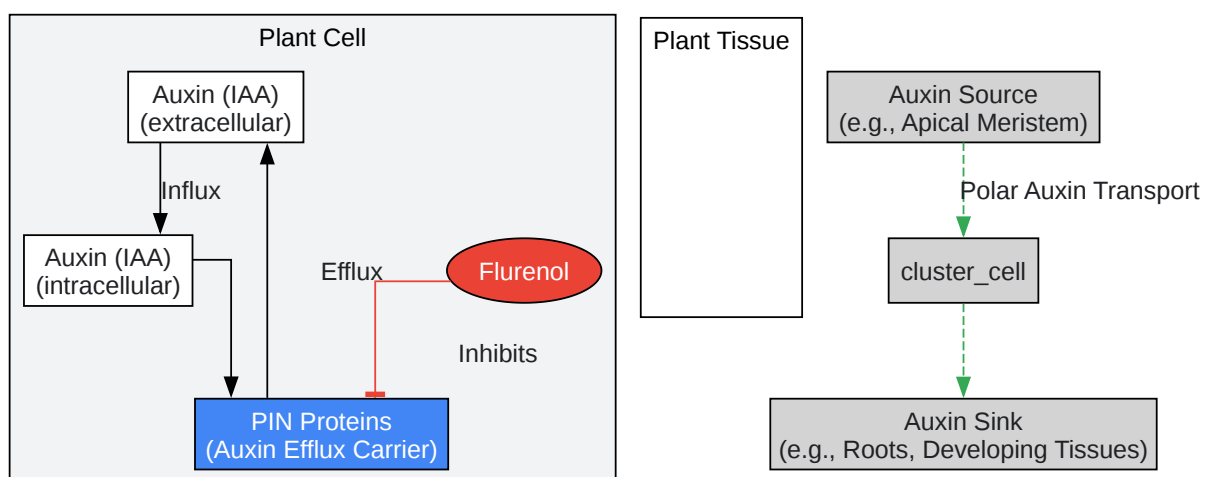 Plant Cell
Auxin (IAA)
(extracellular)
Influx
Auxin (IAA)
(intracellular)
Efflux
Flurenol
Inhibits
PIN Proteins
(Auxin Efflux Carrier)
Plant Tissue
Auxin Source
(e.g., Apical Meristem)
Polar Auxin Transport
cluster_cell
Auxin Sink
(e.g., Roots, Developing Tissues)